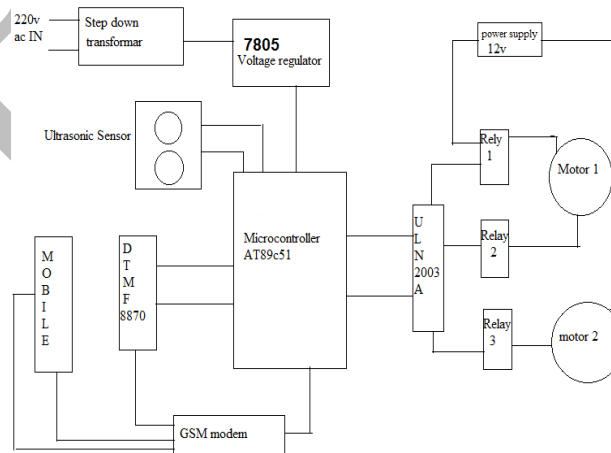 220v
ac IN
Step down
transformar
7805
Voltage regulator
power supply
12v
Ultrasonic Sensor
Rely
1
Motor 1
Microcontroller
AT89c51
U
L
N
2003
A
Relay
2
M
O
B
I
L
E
D
T
M
F
8870
Relay
3
motor 2
GSM modem